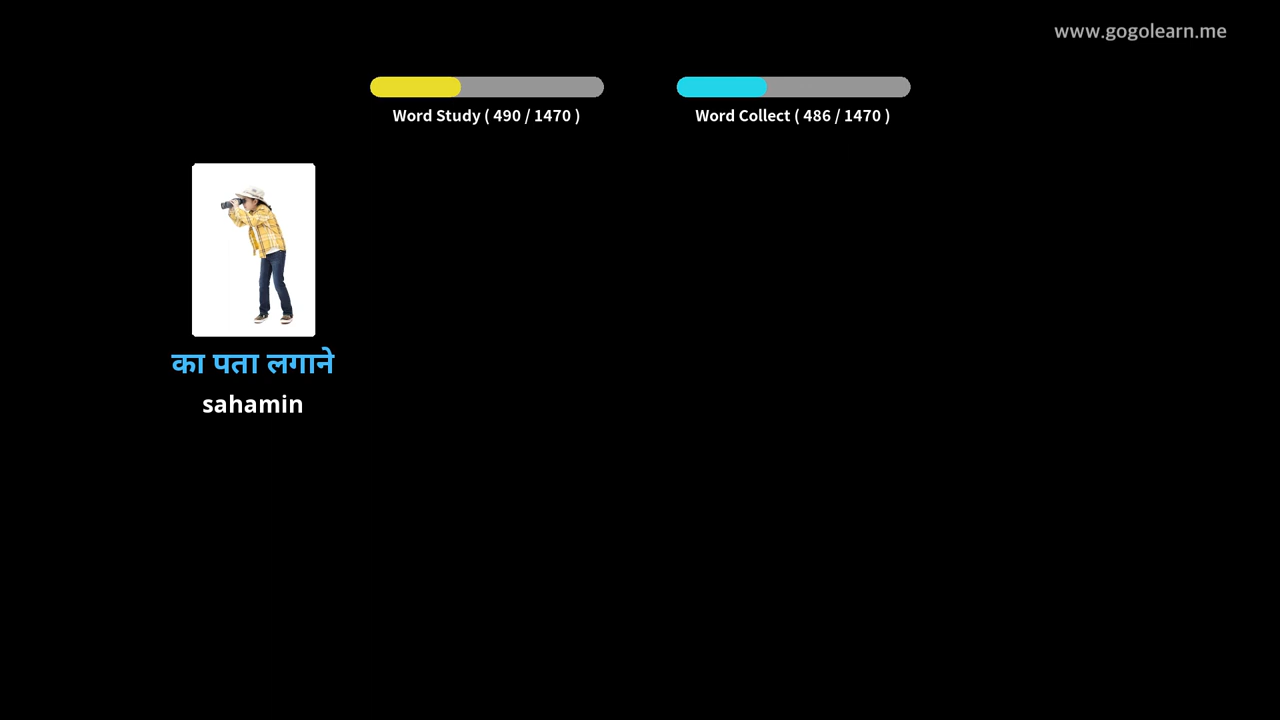 www.gogolearn.me
Word Study ( 490 / 1470 )
Word Collect ( 486 / 1470 )
का पता लगाने
sahamin